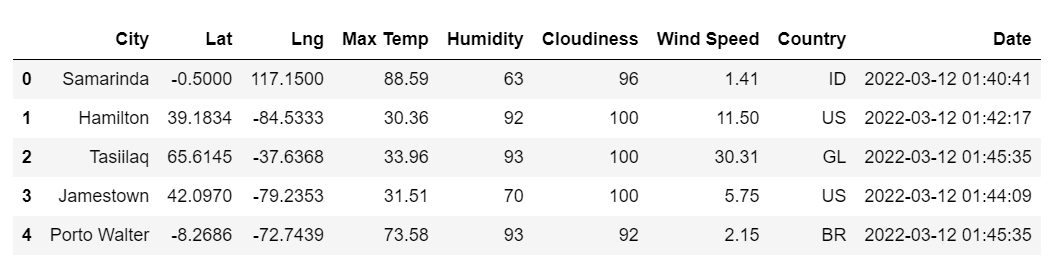 City Lat Lng Max Temp Humidity Cloudiness Wind Speed Country Date
0 Samarinda -0.5000 117.1500 88.59 63 96 1.41 ID 2022-03-12 01:40:41
1 Hamilton 39.1834 -84.5333 30.36 92 100 11.50 US 2022-03-12 01:42:17
2 Tasiilaq 65.6145 -37.6368 33.96 93 100 30.31 GL 2022-03-12 01:45:35
3 Jamestown 42.0970 -79.2353 31.51 70 100 5.75 US 2022-03-12 01:44:09
4 Porto Walter -8.2686 -72.7439 73.58 93 92 2.15 BR 2022-03-12 01:45:35